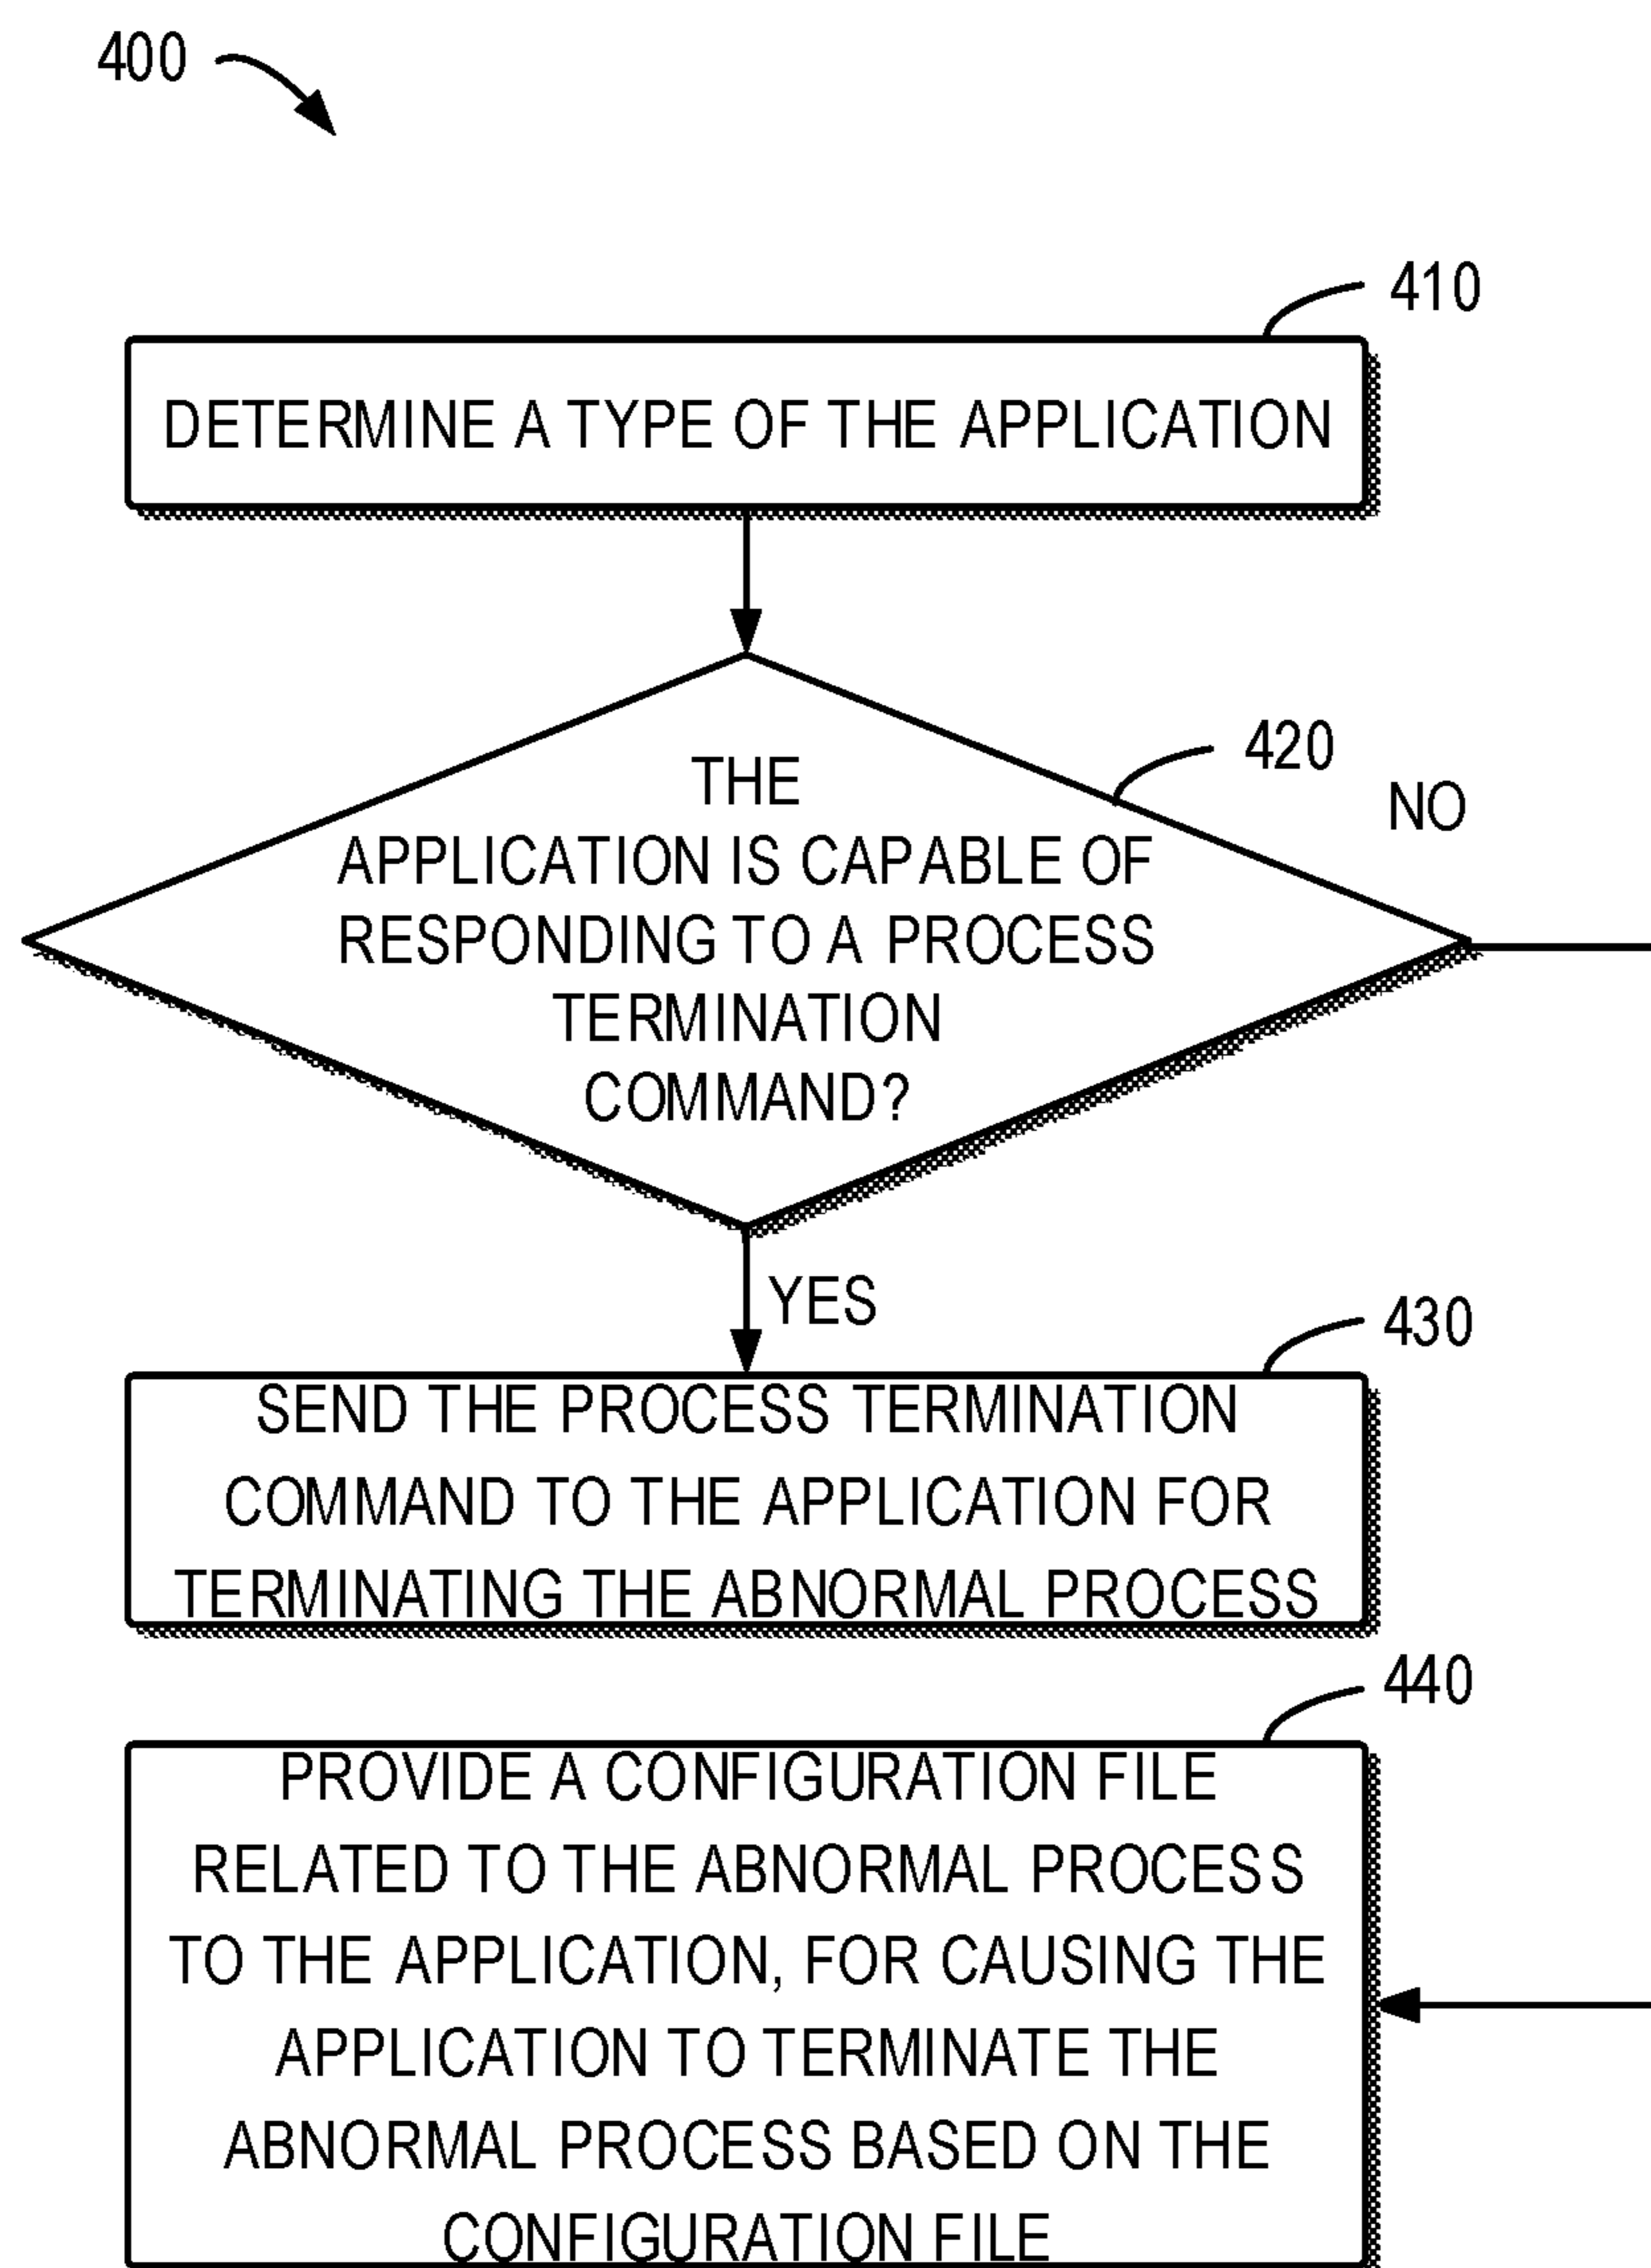 400
410
DETERMINE A TYPE OF THE APPLICATION
420
NO
THE
APPLICATION IS CAPABLE OF
RESPONDING TO A PROCESS
TERMINATION
COMMAND?
YES
430
SEND THE PROCESS TERMINATION
COMMAND TO THE APPLICATION FOR
TERMINATING THE ABNORMAL PROCESS
440
PROVIDE A CONFIGURATION FILE
RELATED TO THE ABNORMAL PROCESS
TO THE APPLICATION, FOR CAUSING THE
APPLICATION TO TERMINATE THE
ABNORMAL PROCESS BASED ON THE
CONFIGURATION FILE